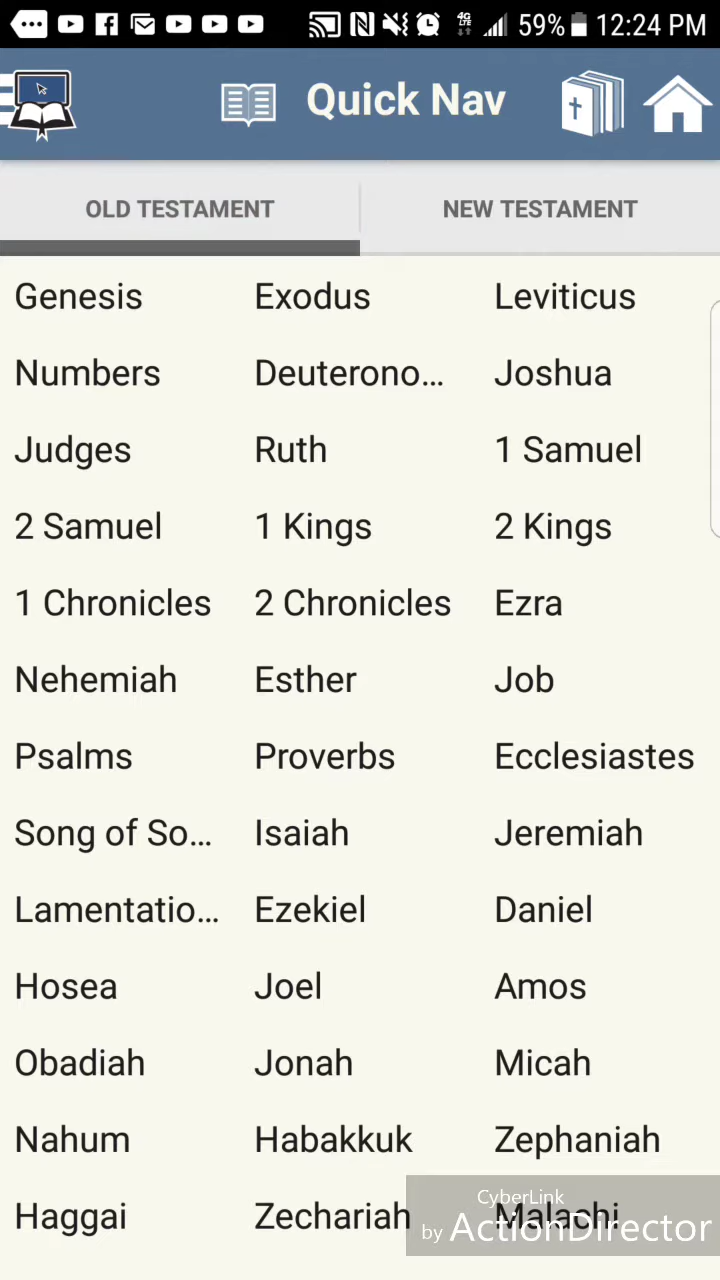 4G
LTE
59%
12:24 PM
Quick Nav
OLD TESTAMENT NEW TESTAMENT
Genesis Exodus Leviticus
Numbers Deuterono... Joshua
Judges Ruth 1 Samuel
2 Samuel 1 Kings 2 Kings
1 Chronicles 2 Chronicles Ezra
Nehemiah Esther Job
Psalms Proverbs Ecclesiastes
Song of So... Isaiah Jeremiah
Lamentatio... Ezekiel Daniel
Hosea Joel Amos
Obadiah Jonah Micah
Nahum Habakkuk Zephaniah
Haggai Zechariah Malachi
CyberLink
by ActionDirector